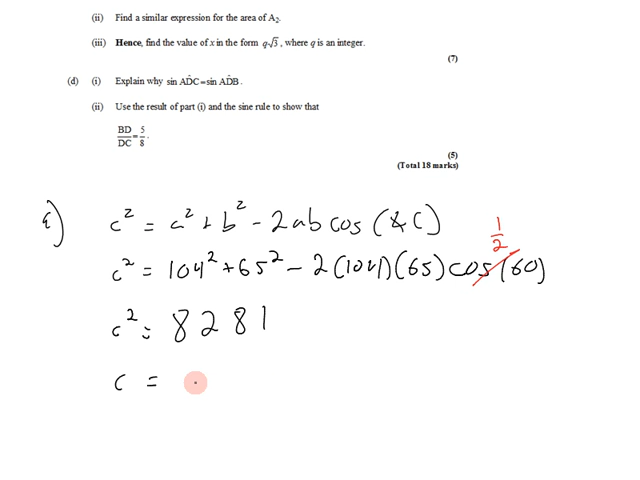 (ii) Find a similar expression for the area of A₂.
(iii) Hence, find the value of x in the form q√3, where q is an integer.
(7)
(d) (i) Explain why sin AD̂C=sin AD̂B.
(ii) Use the result of part (i) and the sine rule to show that
BD/DC=5/8.
(5)
(Total 18 marks)
a) c² = a² + b² - 2ab cos (∡ C)
1/2
c² = 104² + 65² - 2(104)(65) cos (60)
c² = 8281
c =